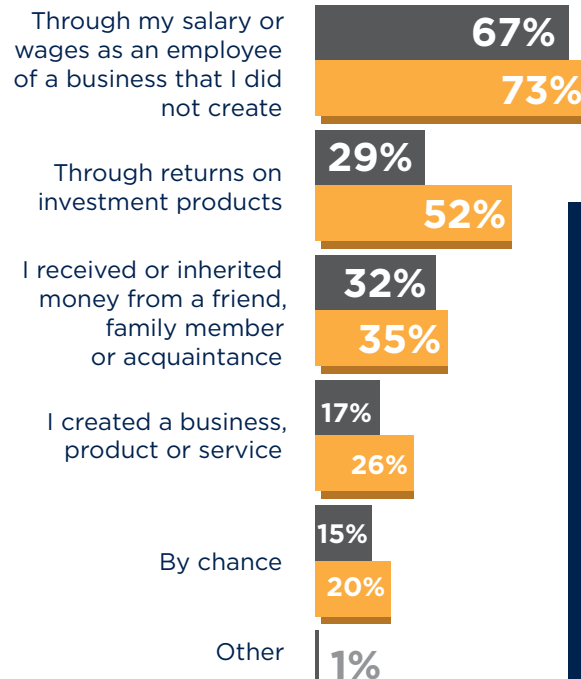 Through my salary or
wages as an employee
of a business that I did
not create
67%
73%
Through returns on
investment products
29%
52%
I received or inherited
money from a friend,
family member
or acquaintance
32%
35%
I created a business,
product or service
17%
26%
By chance
15%
20%
Other
1%